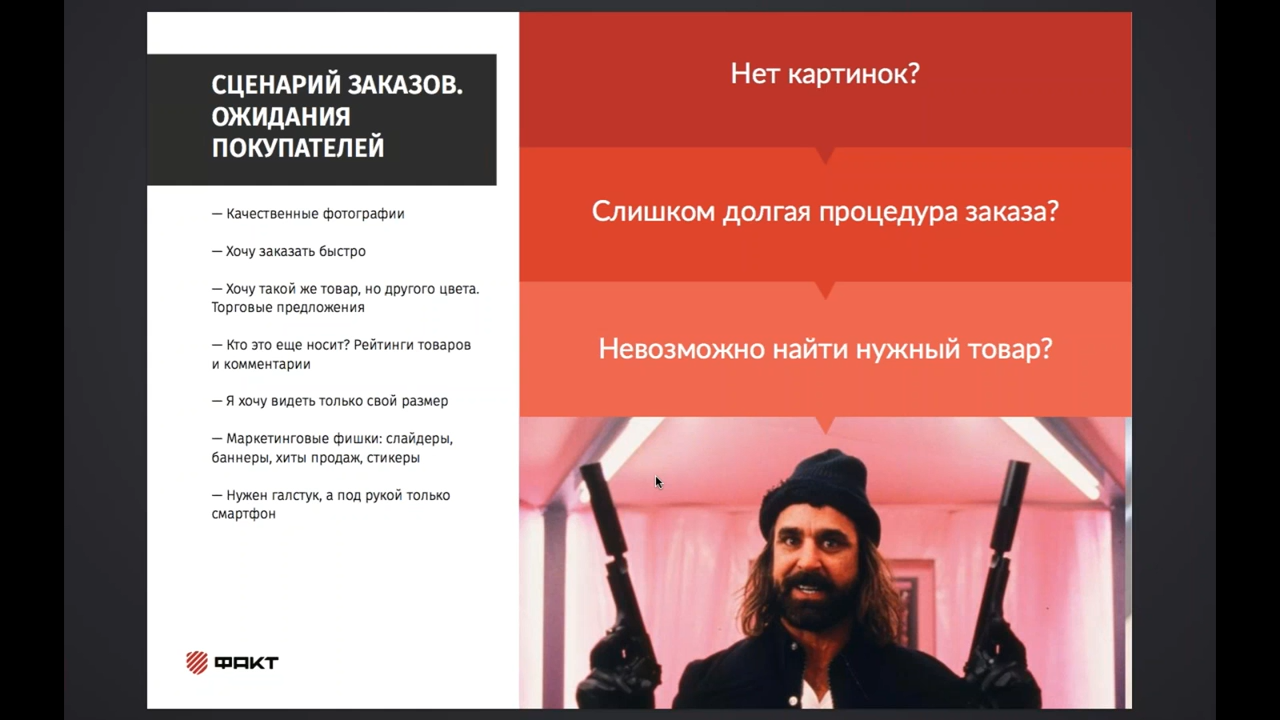 СЦЕНАРИЙ ЗАКАЗОВ.
ОЖИДАНИЯ
ПОКУПАТЕЛЕЙ
— Качественные фотографии
— Хочу заказать быстро
— Хочу такой же товар, но другого цвета.
Торговые предложения
— Кто это еще носит? Рейтинги товаров
и комментарии
— Я хочу видеть только свой размер
— Маркетинговые фишки: слайдеры,
баннеры, хиты продаж, стикеры
— Нужен галстук, а под рукой только
смартфон
ФАКТ
Нет картинок?
Слишком долгая процедура заказа?
Невозможно найти нужный товар?